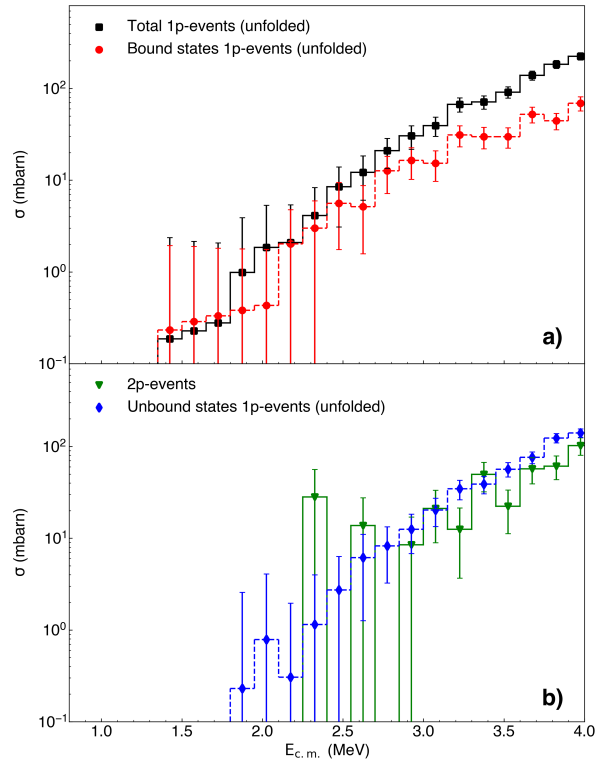 Total 1p-events (unfolded)
Bound states 1p-events (unfolded)
10²
10¹
10⁰
10⁻¹
σ (mbarn)
a)
2p-events
Unbound states 1p-events (unfolded)
10²
10¹
10⁰
10⁻¹
σ (mbarn)
b)
1.0 1.5 2.0 2.5 3.0 3.5 4.0
E_c.m. (MeV)